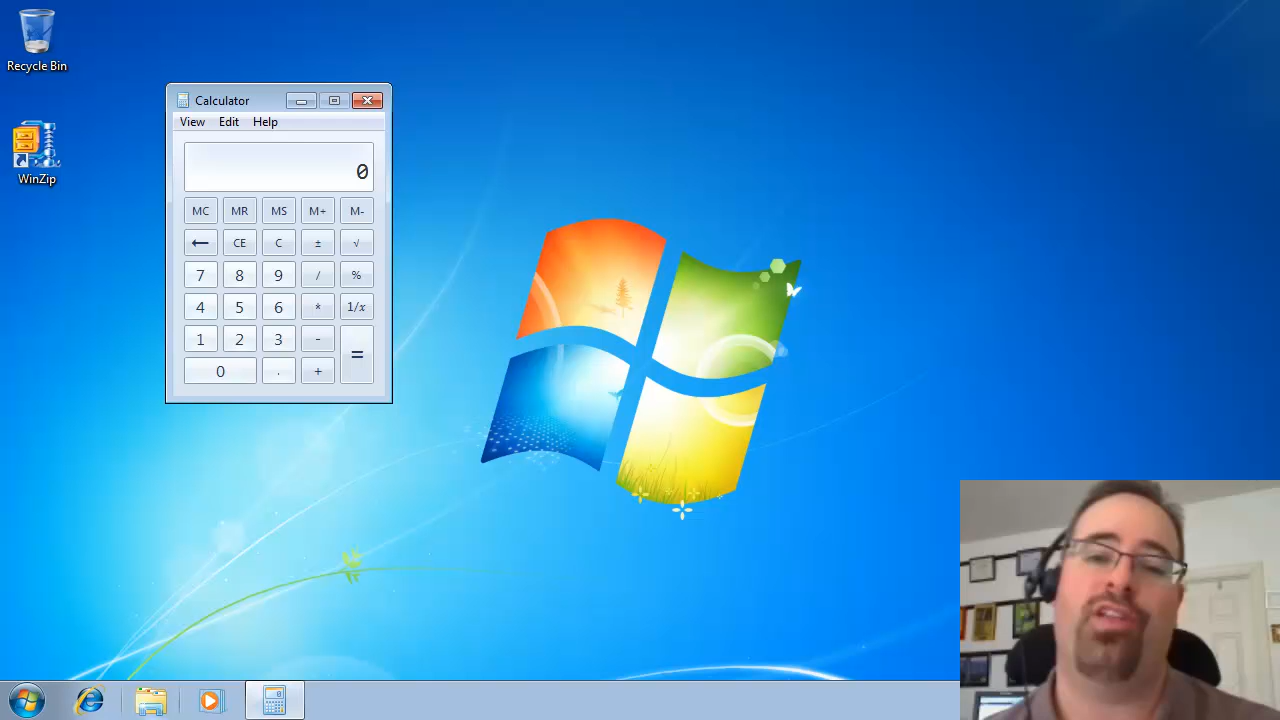 Recycle Bin
WinZip
Calculator
View Edit Help
0
MC MR MS M+ M-
← CE C ± √
7 8 9 / %
4 5 6 * 1/x
1 2 3 -
0 . + =